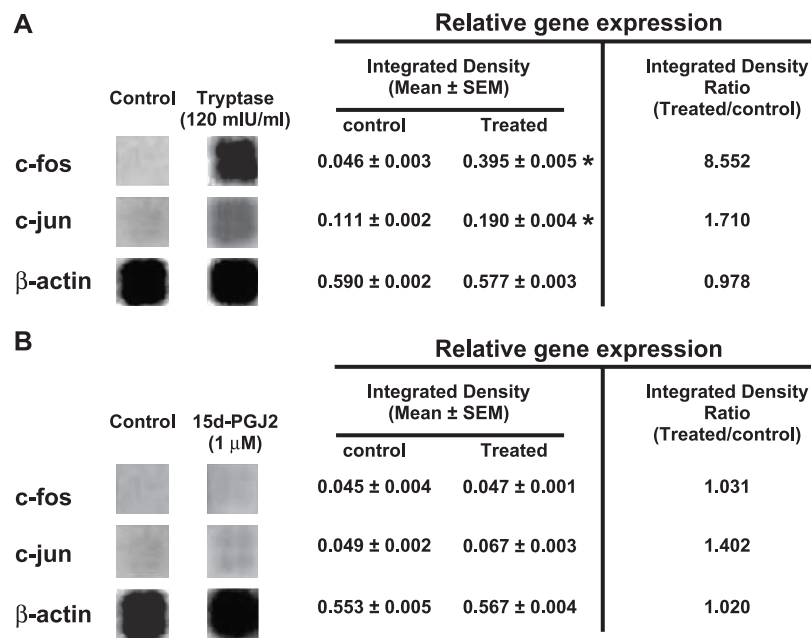 A
Relative gene expression
Integrated Density
(Mean ± SEM)
Integrated Density
Ratio
(Treated/control)
Control
Tryptase
(120 mIU/ml)
control
Treated
c-fos
0.046 ± 0.003
0.395 ± 0.005 *
8.552
c-jun
0.111 ± 0.002
0.190 ± 0.004 *
1.710
β-actin
0.590 ± 0.002
0.577 ± 0.003
0.978
B
Relative gene expression
Integrated Density
(Mean ± SEM)
Integrated Density
Ratio
(Treated/control)
Control
15d-PGJ2
(1 μM)
control
Treated
c-fos
0.045 ± 0.004
0.047 ± 0.001
1.031
c-jun
0.049 ± 0.002
0.067 ± 0.003
1.402
β-actin
0.553 ± 0.005
0.567 ± 0.004
1.020